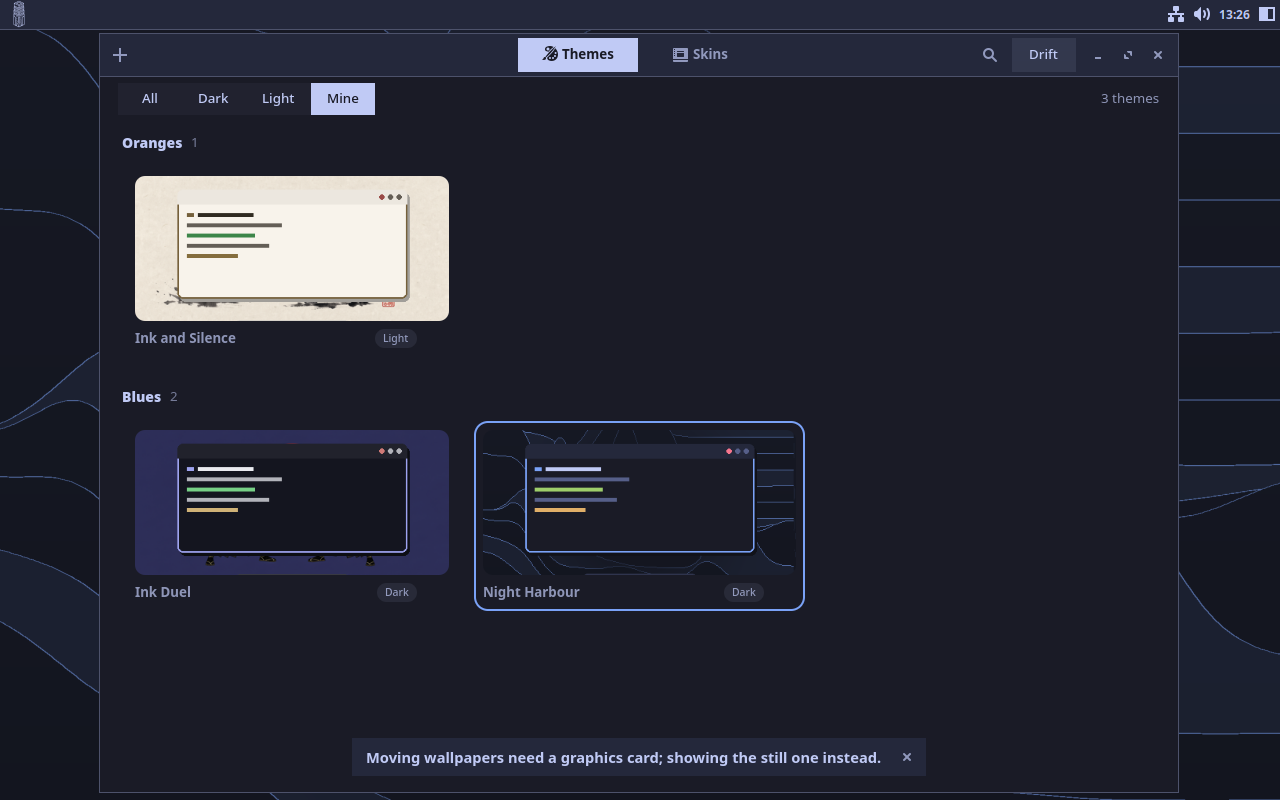 13:26
Themes
Skins
Drift
All
Dark
Light
Mine
3 themes
Oranges 1
Ink and Silence
Light
Blues 2
Ink Duel
Dark
Night Harbour
Dark
Moving wallpapers need a graphics card; showing the still one instead.